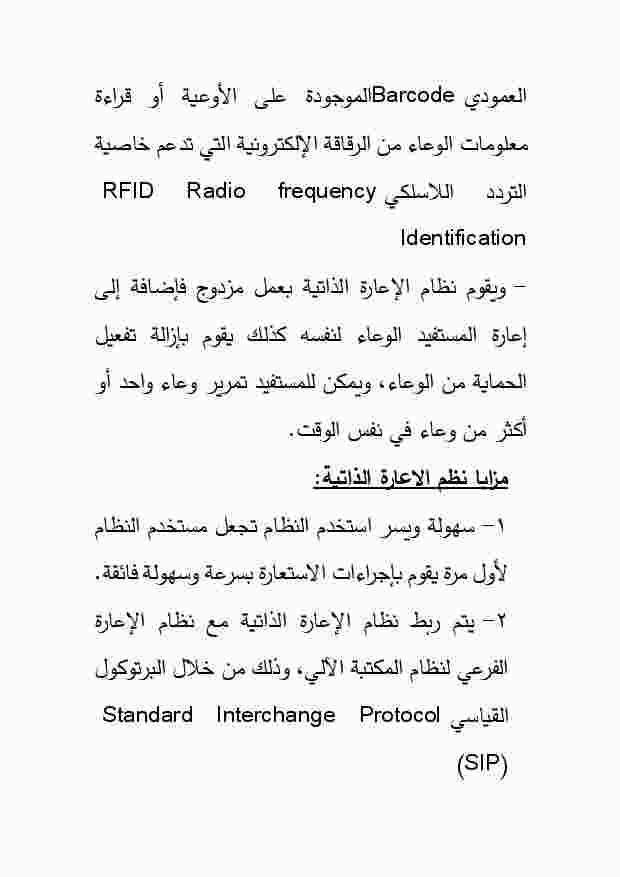 العمودي Barcodeالموجودة على الأوعية أو قراءة
معلومات الوعاء من الرقاقة الإلكترونية التي تدعم خاصية
التردد اللاسلكي RFID Radio frequency
Identification
– ويقوم نظام الإعارة الذاتية بعمل مزدوج فإضافة إلى
إعارة المستفيد الوعاء لنفسه كذلك يقوم بإزالة تفعيل
الحماية من الوعاء، ويمكن للمستفيد تمرير وعاء واحد أو
أكثر من وعاء في نفس الوقت.
مزايا نظم الاعارة الذاتية:
١– سهولة ويسر استخدم النظام تجعل مستخدم النظام
لأول مرة يقوم بإجراءات الاستعارة بسرعة وسهولة فائقة.
٢– يتم ربط نظام الإعارة الذاتية مع نظام الإعارة
الفرعي لنظام المكتبة الآلي، وذلك من خلال البرتوكول
القياسي Standard Interchange Protocol
(SIP)